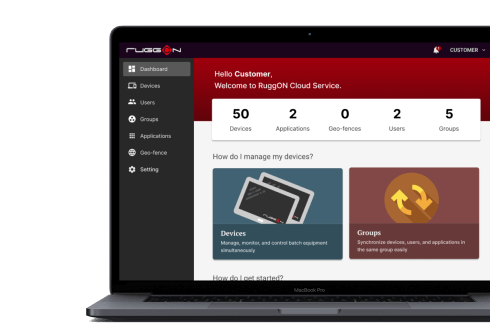 RUGGON
CUSTOMER
Dashboard
Devices
Users
Groups
Applications
Geo-fence
Setting
Hello Customer,
Welcome to RuggON Cloud Service.
50 2 0 2 5
Devices Applications Geo-fences Users Groups
How do I manage my devices?
RUGGON
Devices
Manage, monitor, and control batch equipment
simultaneously
Groups
Synchronize devices, users, and applications in
the same group easily
How do I get started?
MacBook Pro